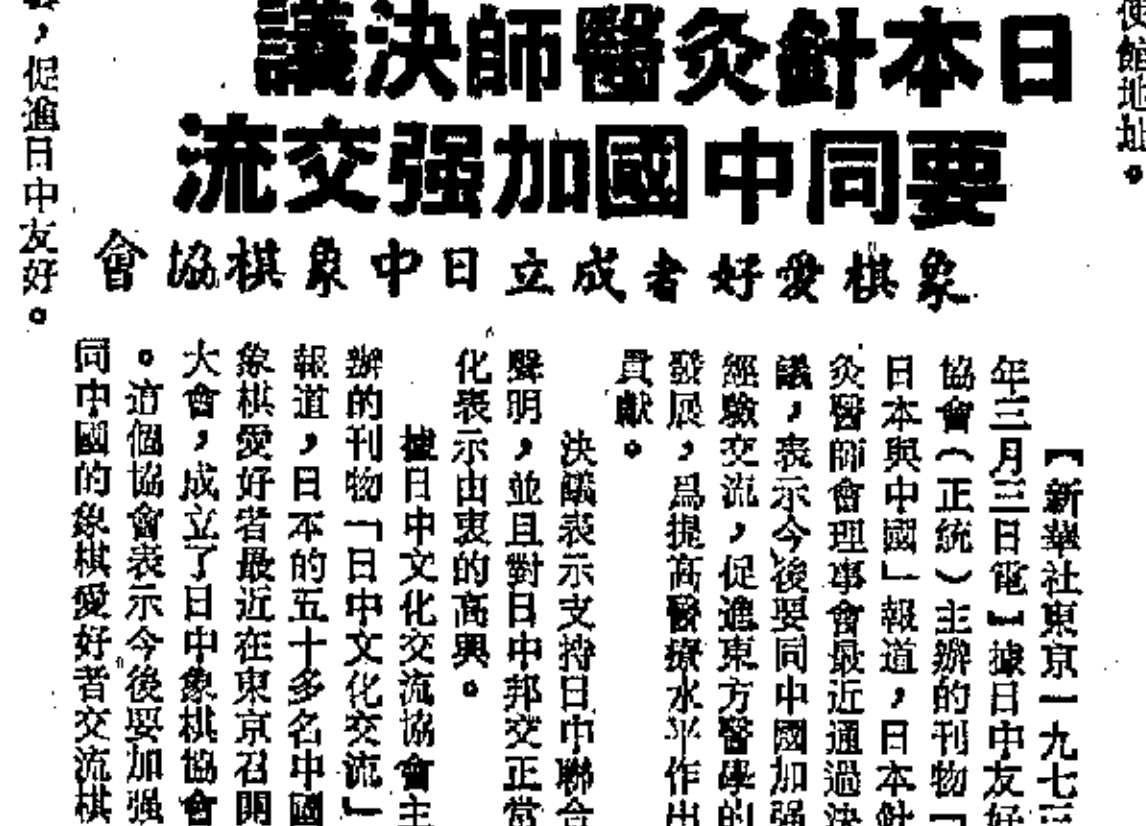 使館地址。
日本針灸醫師決議
要同中國加强交流
象棋愛好者成立日中象棋協會
【新華社東京一九七三
年三月三日電】據日中友好
協會（正統）主辦的刊物「
日本與中國」報道，日本針
灸醫師會理事會最近通過決
議，表示今後要同中國加强
經驗交流，促進東方醫學的
發展，爲提高醫療水平作出
貢獻。
決議表示支持日中聯合
聲明，並且對日中邦交正常
化表示由衷的高興。
據日中文化交流協會主
辦的刊物「日中文化交流」
報道，日本的五十多名中國
象棋愛好者最近在東京召開
大會，成立了日中象棋協會
。這個協會表示今後要加强
同中國的象棋愛好者交流棋
，促進日中友好。